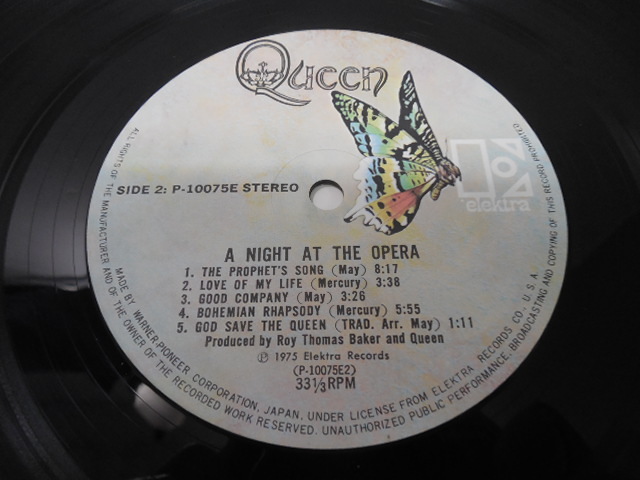 Queen
elektra
SIDE 2: P-10075E STEREO
A NIGHT AT THE OPERA
1. THE PROPHET'S SONG (May) 8:17
2. LOVE OF MY LIFE (Mercury) 3:38
3. GOOD COMPANY (May) 3:26
4. BOHEMIAN RHAPSODY (Mercury) 5:55
5. GOD SAVE THE QUEEN (TRAD. Arr. May) 1:11
Produced by Roy Thomas Baker and Queen
Ⓟ 1975 Elektra Records
(P-10075E2)
33⅓RPM
MADE BY WARNER-PIONEER CORPORATION, JAPAN. UNDER LICENSE FROM ELEKTRA RECORDS CO., U.S.A.
ALL RIGHTS OF THE MANUFACTURER AND OF THE OWNER OF THE RECORDED WORK RESERVED. UNAUTHORIZED PUBLIC PERFORMANCE, BROADCASTING AND COPYING OF THIS RECORD PROHIBITED